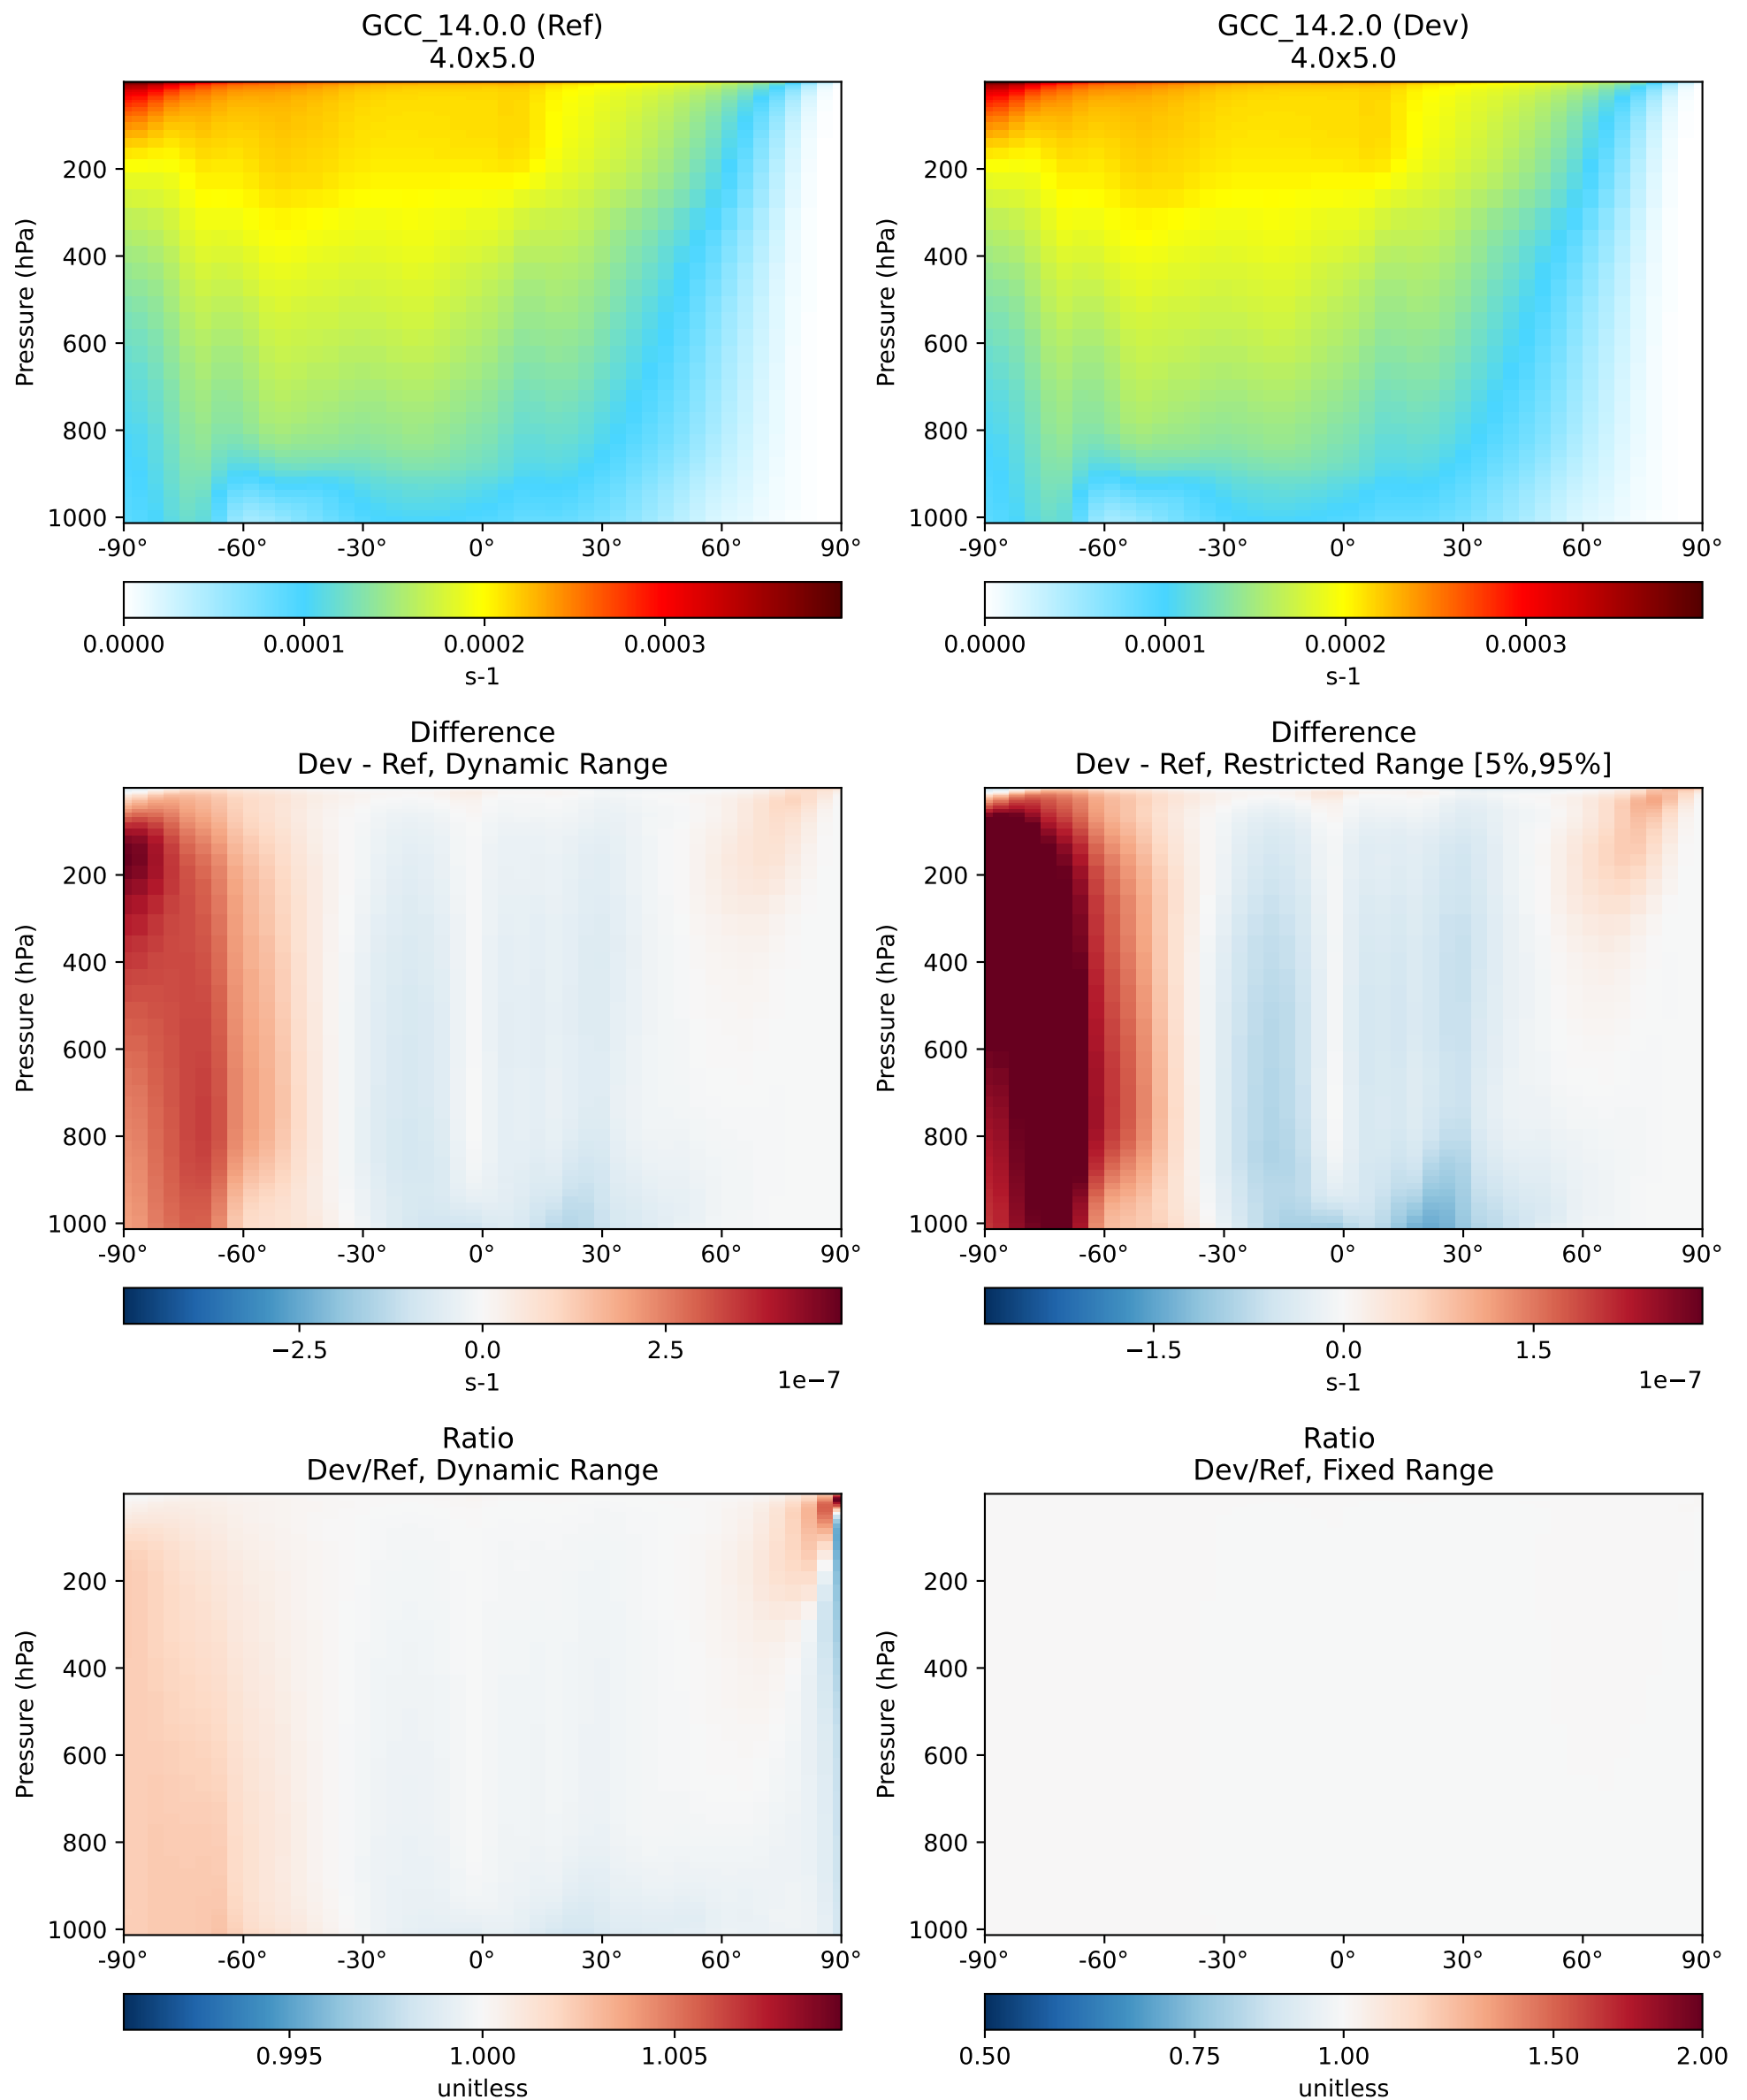 GCC_14.0.0 (Ref)
4.0x5.0
GCC_14.2.0 (Dev)
4.0x5.0
Pressure (hPa)
200
400
600
800
1000
-90° -60° -30° 0° 30° 60° 90°
0.0000 0.0001 0.0002 0.0003
s-1
Pressure (hPa)
200
400
600
800
1000
-90° -60° -30° 0° 30° 60° 90°
0.0000 0.0001 0.0002 0.0003
s-1
Difference
Dev - Ref, Dynamic Range
Pressure (hPa)
200
400
600
800
1000
-90° -60° -30° 0° 30° 60° 90°
−2.5 0.0 2.5
s-1 1e−7
Difference
Dev - Ref, Restricted Range [5%,95%]
Pressure (hPa)
200
400
600
800
1000
-90° -60° -30° 0° 30° 60° 90°
−1.5 0.0 1.5
s-1 1e−7
Ratio
Dev/Ref, Dynamic Range
Pressure (hPa)
200
400
600
800
1000
-90° -60° -30° 0° 30° 60° 90°
0.995 1.000 1.005
unitless
Ratio
Dev/Ref, Fixed Range
Pressure (hPa)
200
400
600
800
1000
-90° -60° -30° 0° 30° 60° 90°
0.50 0.75 1.00 1.50 2.00
unitless